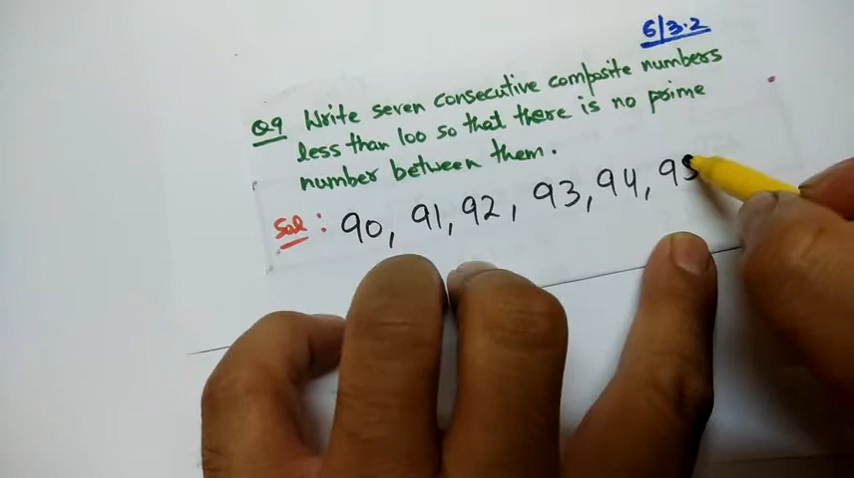 6/3.2
Q9 Write seven consecutive composite numbers
less than 100 so that there is no prime
number between them.
Sol: 90, 91, 92, 93, 94, 95